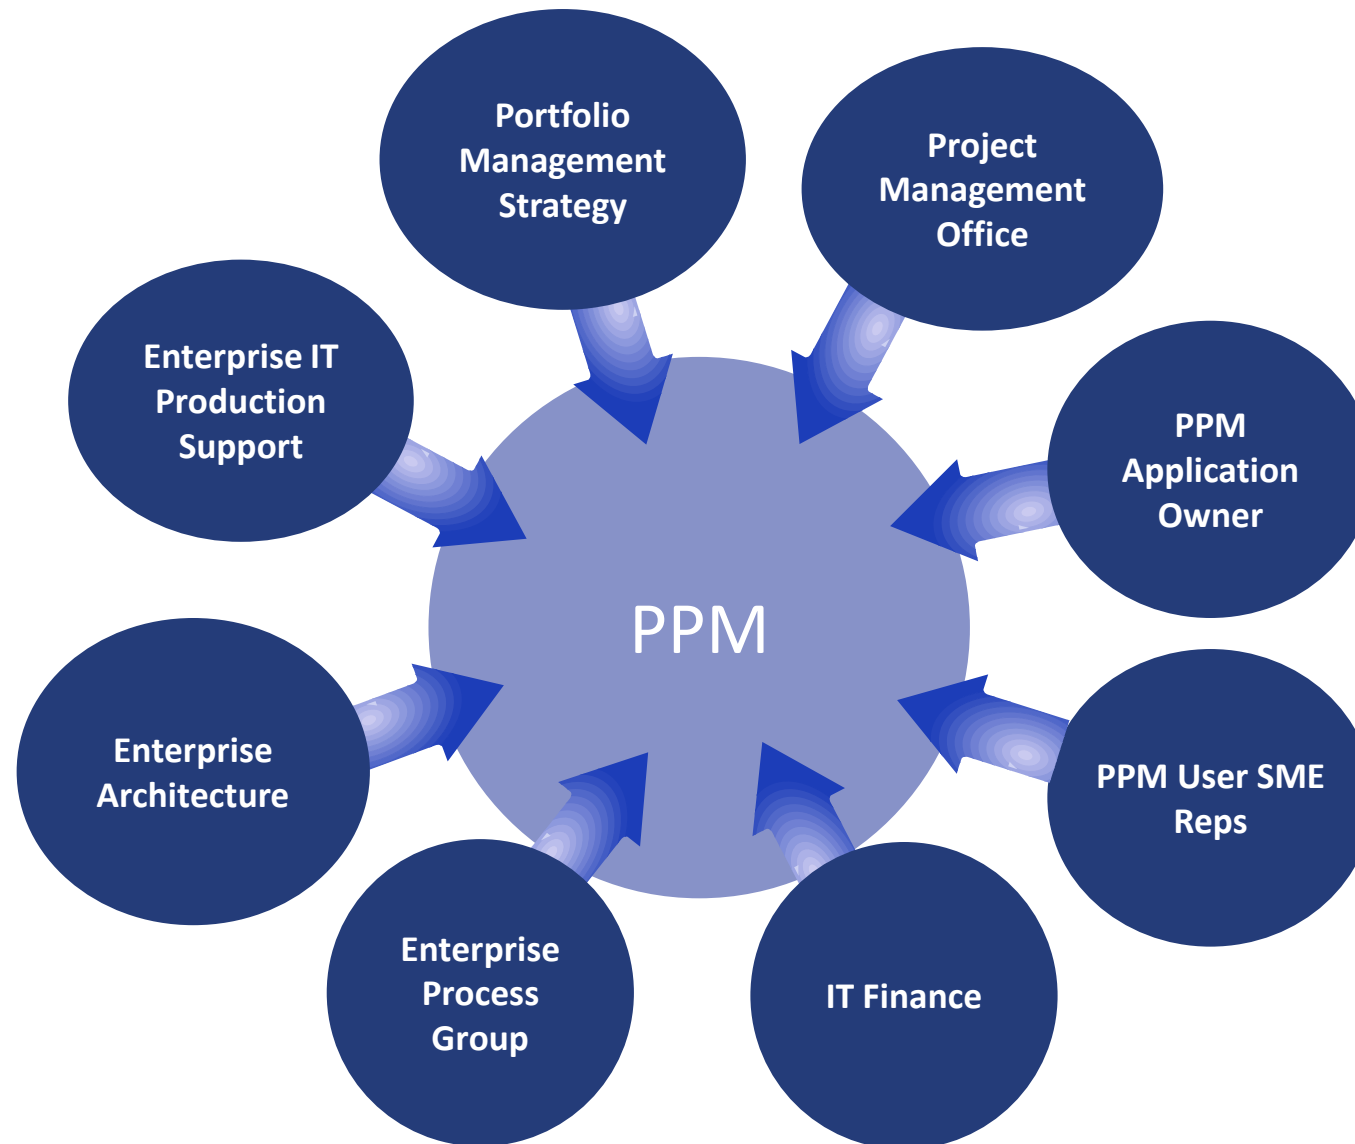 Portfolio
Management
Strategy
Project
Management
Office
Enterprise IT
Production
Support
PPM
Application
Owner
PPM
Enterprise
Architecture
PPM User SME
Reps
Enterprise
Process
Group
IT Finance